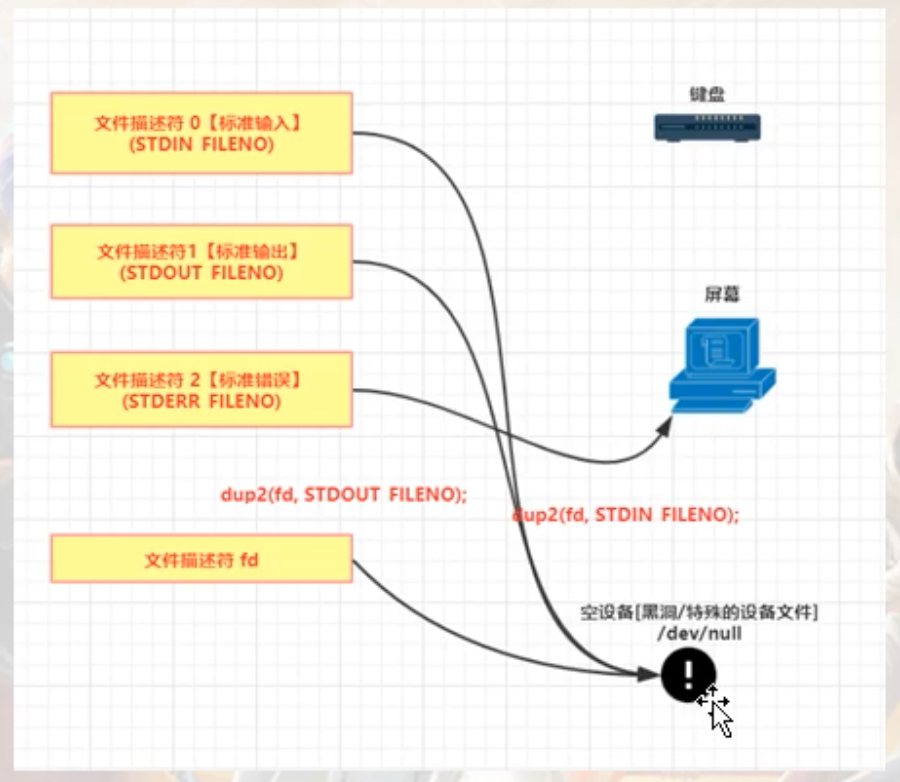 文件描述符 0【标准输入】
(STDIN FILENO)
键盘
文件描述符1【标准输出】
(STDOUT FILENO)
屏幕
文件描述符 2【标准错误】
(STDERR FILENO)
dup2(fd, STDOUT FILENO);
dup2(fd, STDIN FILENO);
文件描述符 fd
空设备[黑洞/特殊的设备文件]
/dev/null
!